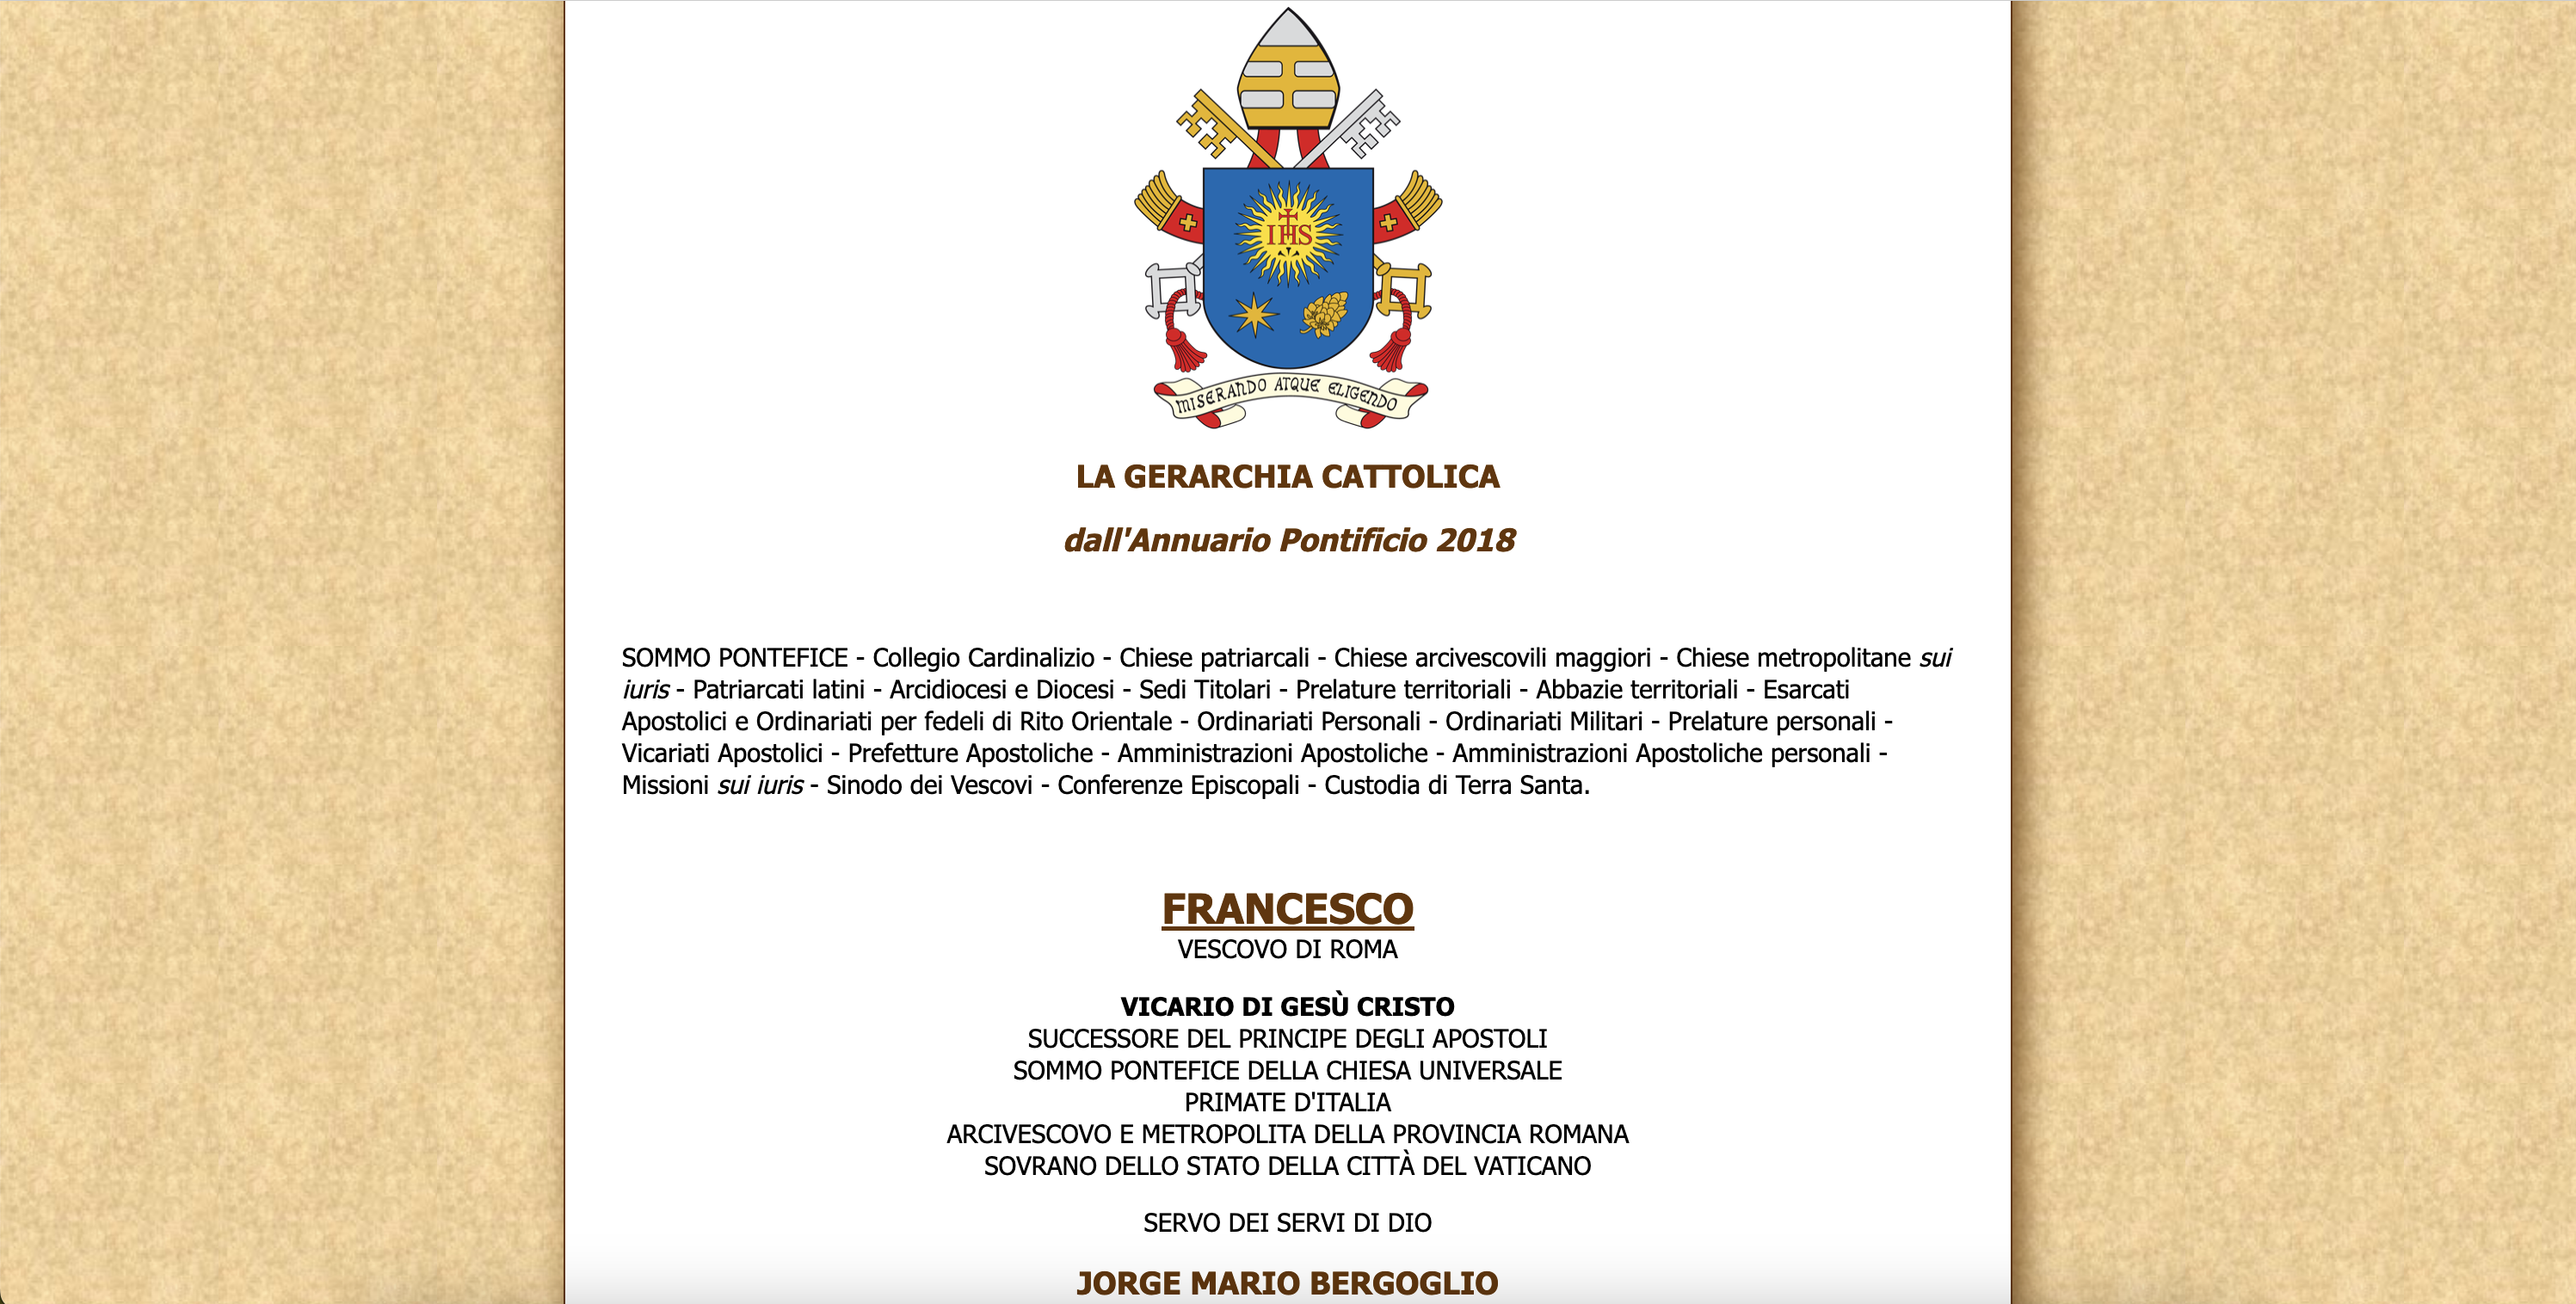 IHS
MISERANDO ATQUE ELIGENDO
LA GERARCHIA CATTOLICA
dall'Annuario Pontificio 2018
SOMMO PONTEFICE - Collegio Cardinalizio - Chiese patriarcali - Chiese arcivescovili maggiori - Chiese metropolitane sui
iuris - Patriarcati latini - Arcidiocesi e Diocesi - Sedi Titolari - Prelature territoriali - Abbazie territoriali - Esarcati
Apostolici e Ordinariati per fedeli di Rito Orientale - Ordinariati Personali - Ordinariati Militari - Prelature personali -
Vicariati Apostolici - Prefetture Apostoliche - Amministrazioni Apostoliche - Amministrazioni Apostoliche personali -
Missioni sui iuris - Sinodo dei Vescovi - Conferenze Episcopali - Custodia di Terra Santa.
FRANCESCO
VESCOVO DI ROMA
VICARIO DI GESÙ CRISTO
SUCCESSORE DEL PRINCIPE DEGLI APOSTOLI
SOMMO PONTEFICE DELLA CHIESA UNIVERSALE
PRIMATE D'ITALIA
ARCIVESCOVO E METROPOLITA DELLA PROVINCIA ROMANA
SOVRANO DELLO STATO DELLA CITTÀ DEL VATICANO
SERVO DEI SERVI DI DIO
JORGE MARIO BERGOGLIO